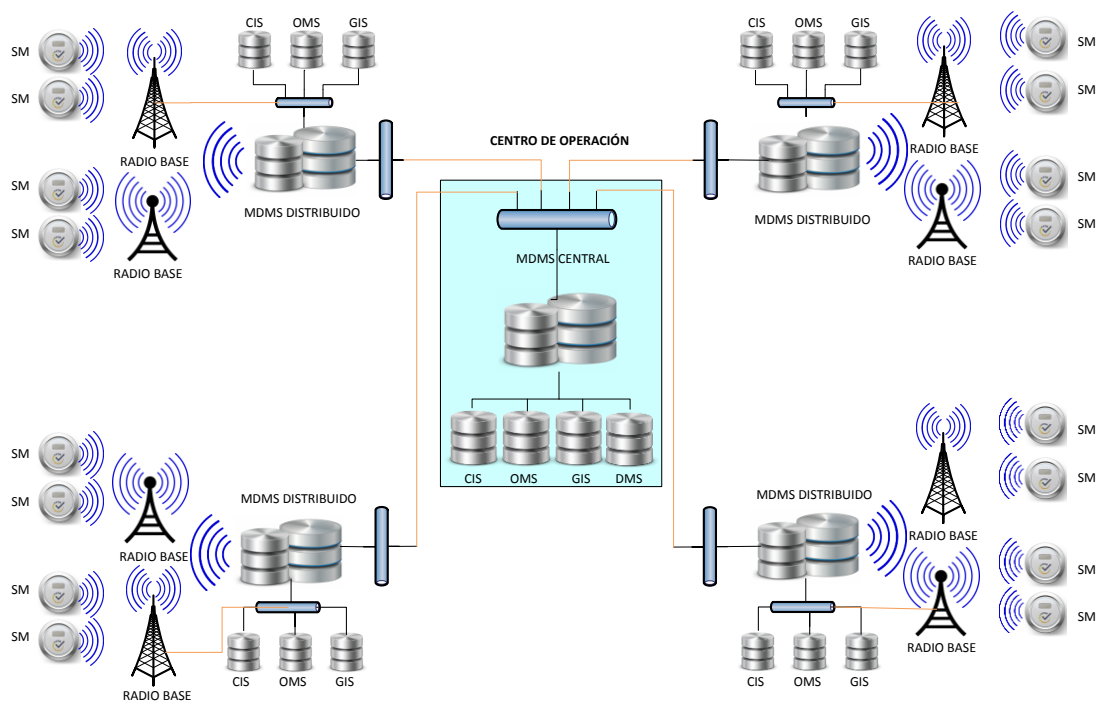 CIS OMS GIS
SM
SM
RADIO BASE
SM
SM
RADIO BASE
MDMS DISTRIBUIDO
CIS OMS GIS
SM
SM
RADIO BASE
SM
SM
RADIO BASE
MDMS DISTRIBUIDO
CENTRO DE OPERACIÓN
MDMS CENTRAL
CIS OMS GIS DMS
MDMS DISTRIBUIDO
SM
SM
RADIO BASE
SM
SM
RADIO BASE
CIS OMS GIS
MDMS DISTRIBUIDO
SM
SM
RADIO BASE
SM
SM
RADIO BASE
CIS OMS GIS